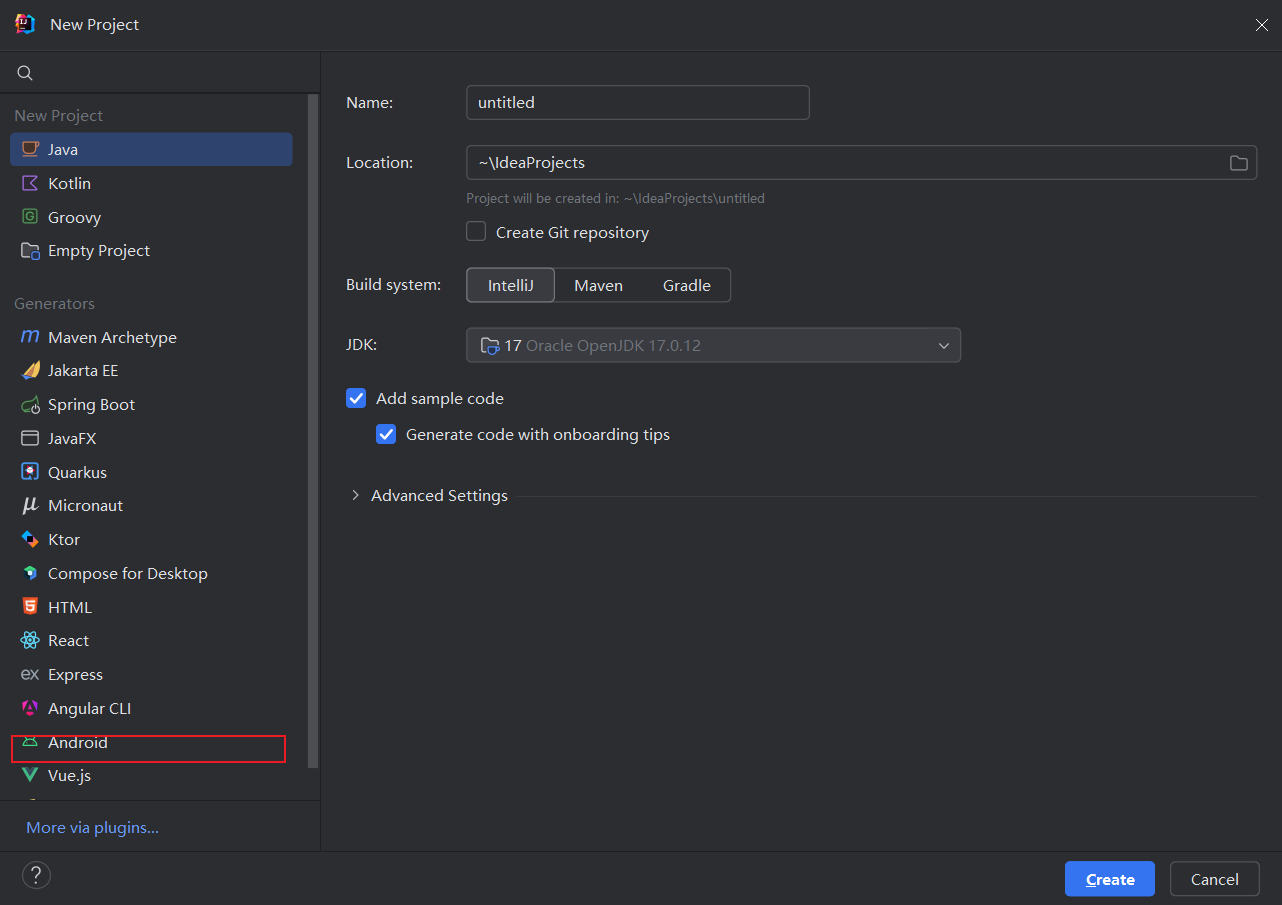 New Project
New Project
Java
Kotlin
Groovy
Empty Project
Generators
Maven Archetype
Jakarta EE
Spring Boot
JavaFX
Quarkus
Micronaut
Ktor
Compose for Desktop
HTML
React
ex Express
Angular CLI
Android
Vue.js
More via plugins...
Name: untitled
Location: ~\IdeaProjects
Project will be created in: ~\IdeaProjects\untitled
Create Git repository
Build system: IntelliJ Maven Gradle
JDK: 17 Oracle OpenJDK 17.0.12
Add sample code
Generate code with onboarding tips
Advanced Settings
? Create Cancel